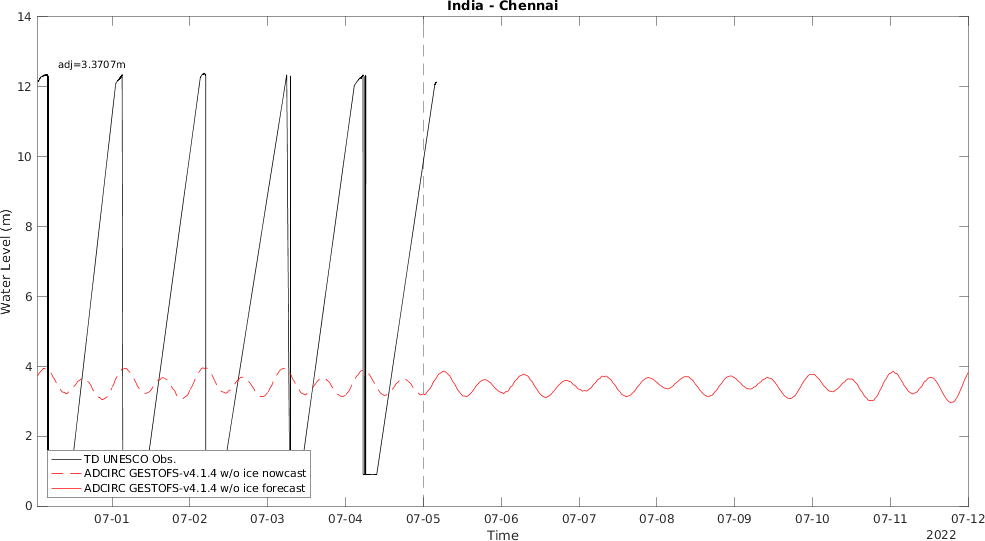 India - Chennai
14
adj=3.3707m
12
10
8
6
4
2
0
Water Level (m)
TD UNESCO Obs.
ADCIRC GESTOFS-v4.1.4 w/o ice nowcast
ADCIRC GESTOFS-v4.1.4 w/o ice forecast
07-01 07-02 07-03 07-04 07-05 07-06 07-07 07-08 07-09 07-10 07-11 07-12
Time
2022